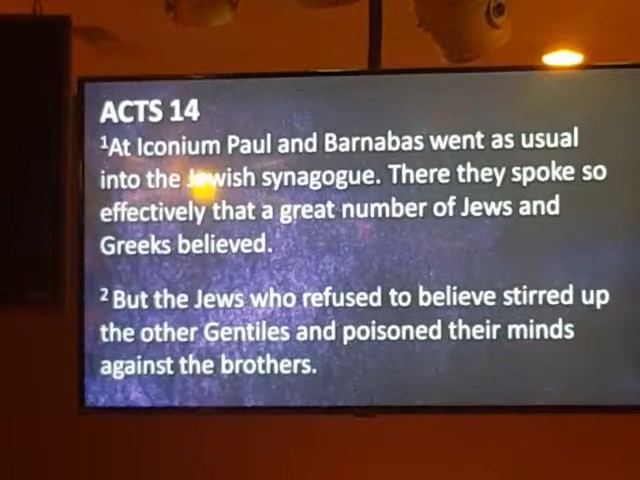 ACTS 14
¹At Iconium Paul and Barnabas went as usual
into the Jewish synagogue. There they spoke so
effectively that a great number of Jews and
Greeks believed.
² But the Jews who refused to believe stirred up
the other Gentiles and poisoned their minds
against the brothers.